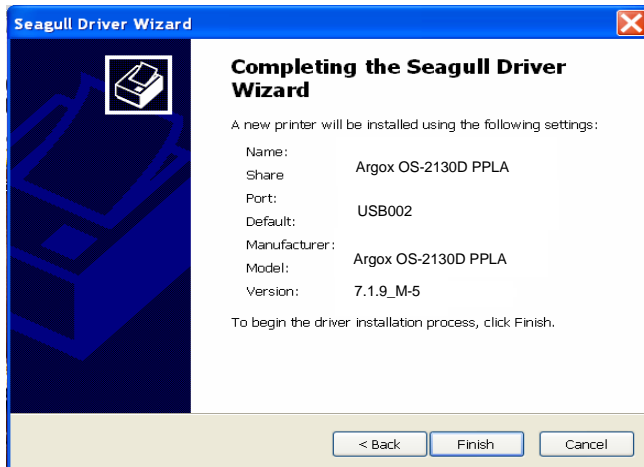 Seagull Driver Wizard
Completing the Seagull Driver
Wizard
A new printer will be installed using the following settings:
Name:
Share
Argox OS-2130D PPLA
Port:
USB002
Default:
Manufacturer:
Model:
Argox OS-2130D PPLA
Version:
7.1.9_M-5
To begin the driver installation process, click Finish.
< Back
Finish
Cancel